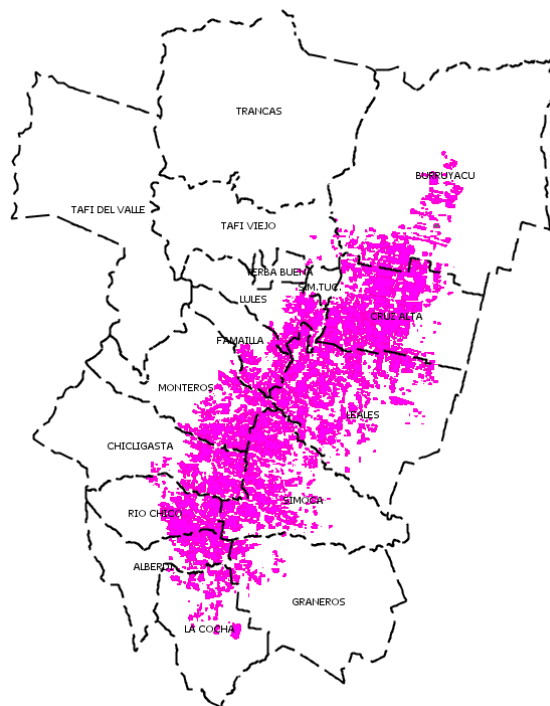 TRANCAS
BURRUYACU
TAFI DEL VALLE
TAFI VIEJO
YERBA BUENA
S.M.TUC.
LULES
CRUZ ALTA
FAMAILLA
MONTEROS
LEALES
CHICLIGASTA
SIMOCA
RIO CHICO
ALBERDI
GRANEROS
LA COCHA